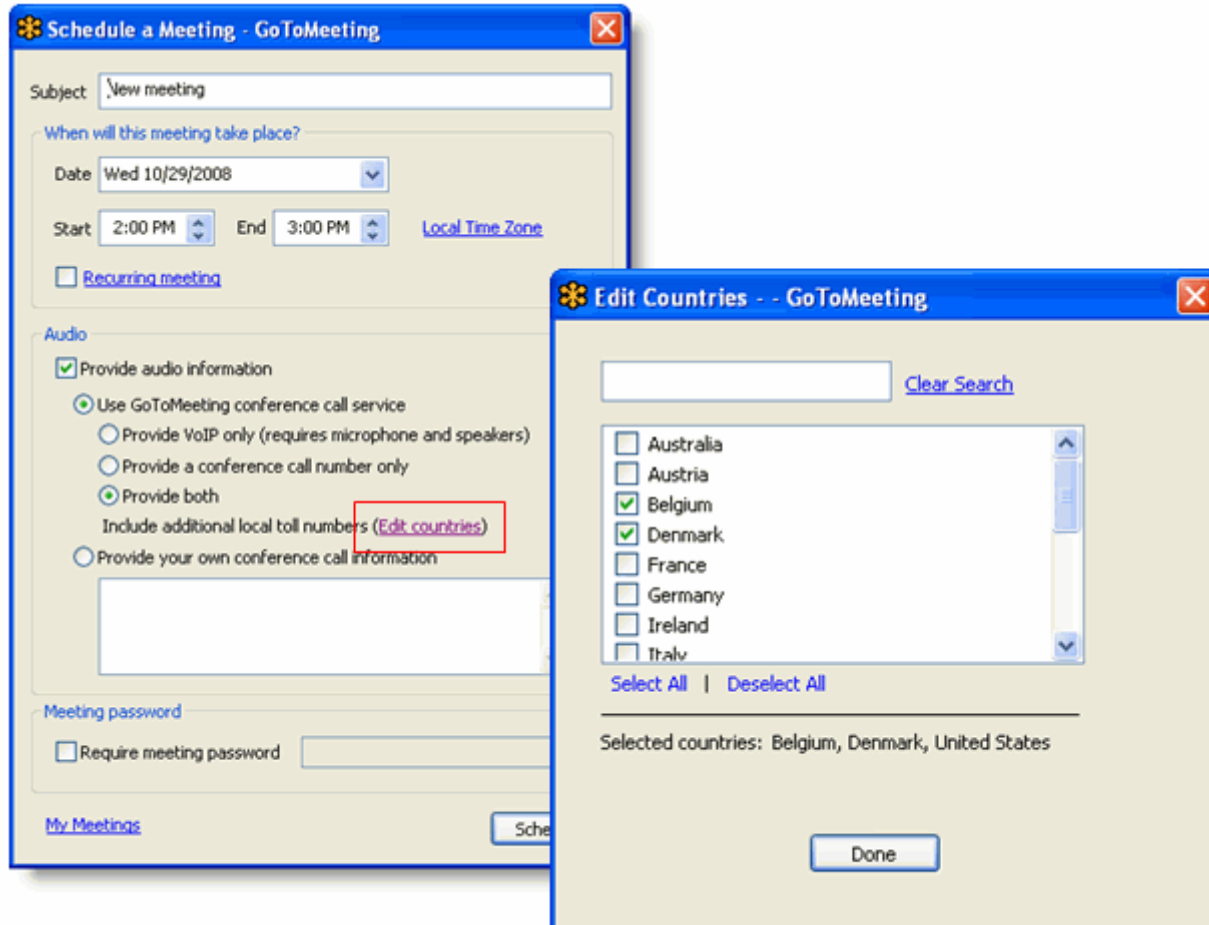 Schedule a Meeting - GoToMeeting
Subject New meeting
When will this meeting take place?
Date Wed 10/29/2008
Start 2:00 PM End 3:00 PM Local Time Zone
Recurring meeting
Audio
Provide audio information
Use GoToMeeting conference call service
Provide VoIP only (requires microphone and speakers)
Provide a conference call number only
Provide both
Include additional local toll numbers (Edit countries)
Provide your own conference call information
Meeting password
Require meeting password
My Meetings Sche
Edit Countries - - GoToMeeting
Clear Search
Australia
Austria
Belgium
Denmark
France
Germany
Ireland
Italy
Select All | Deselect All
Selected countries: Belgium, Denmark, United States
Done